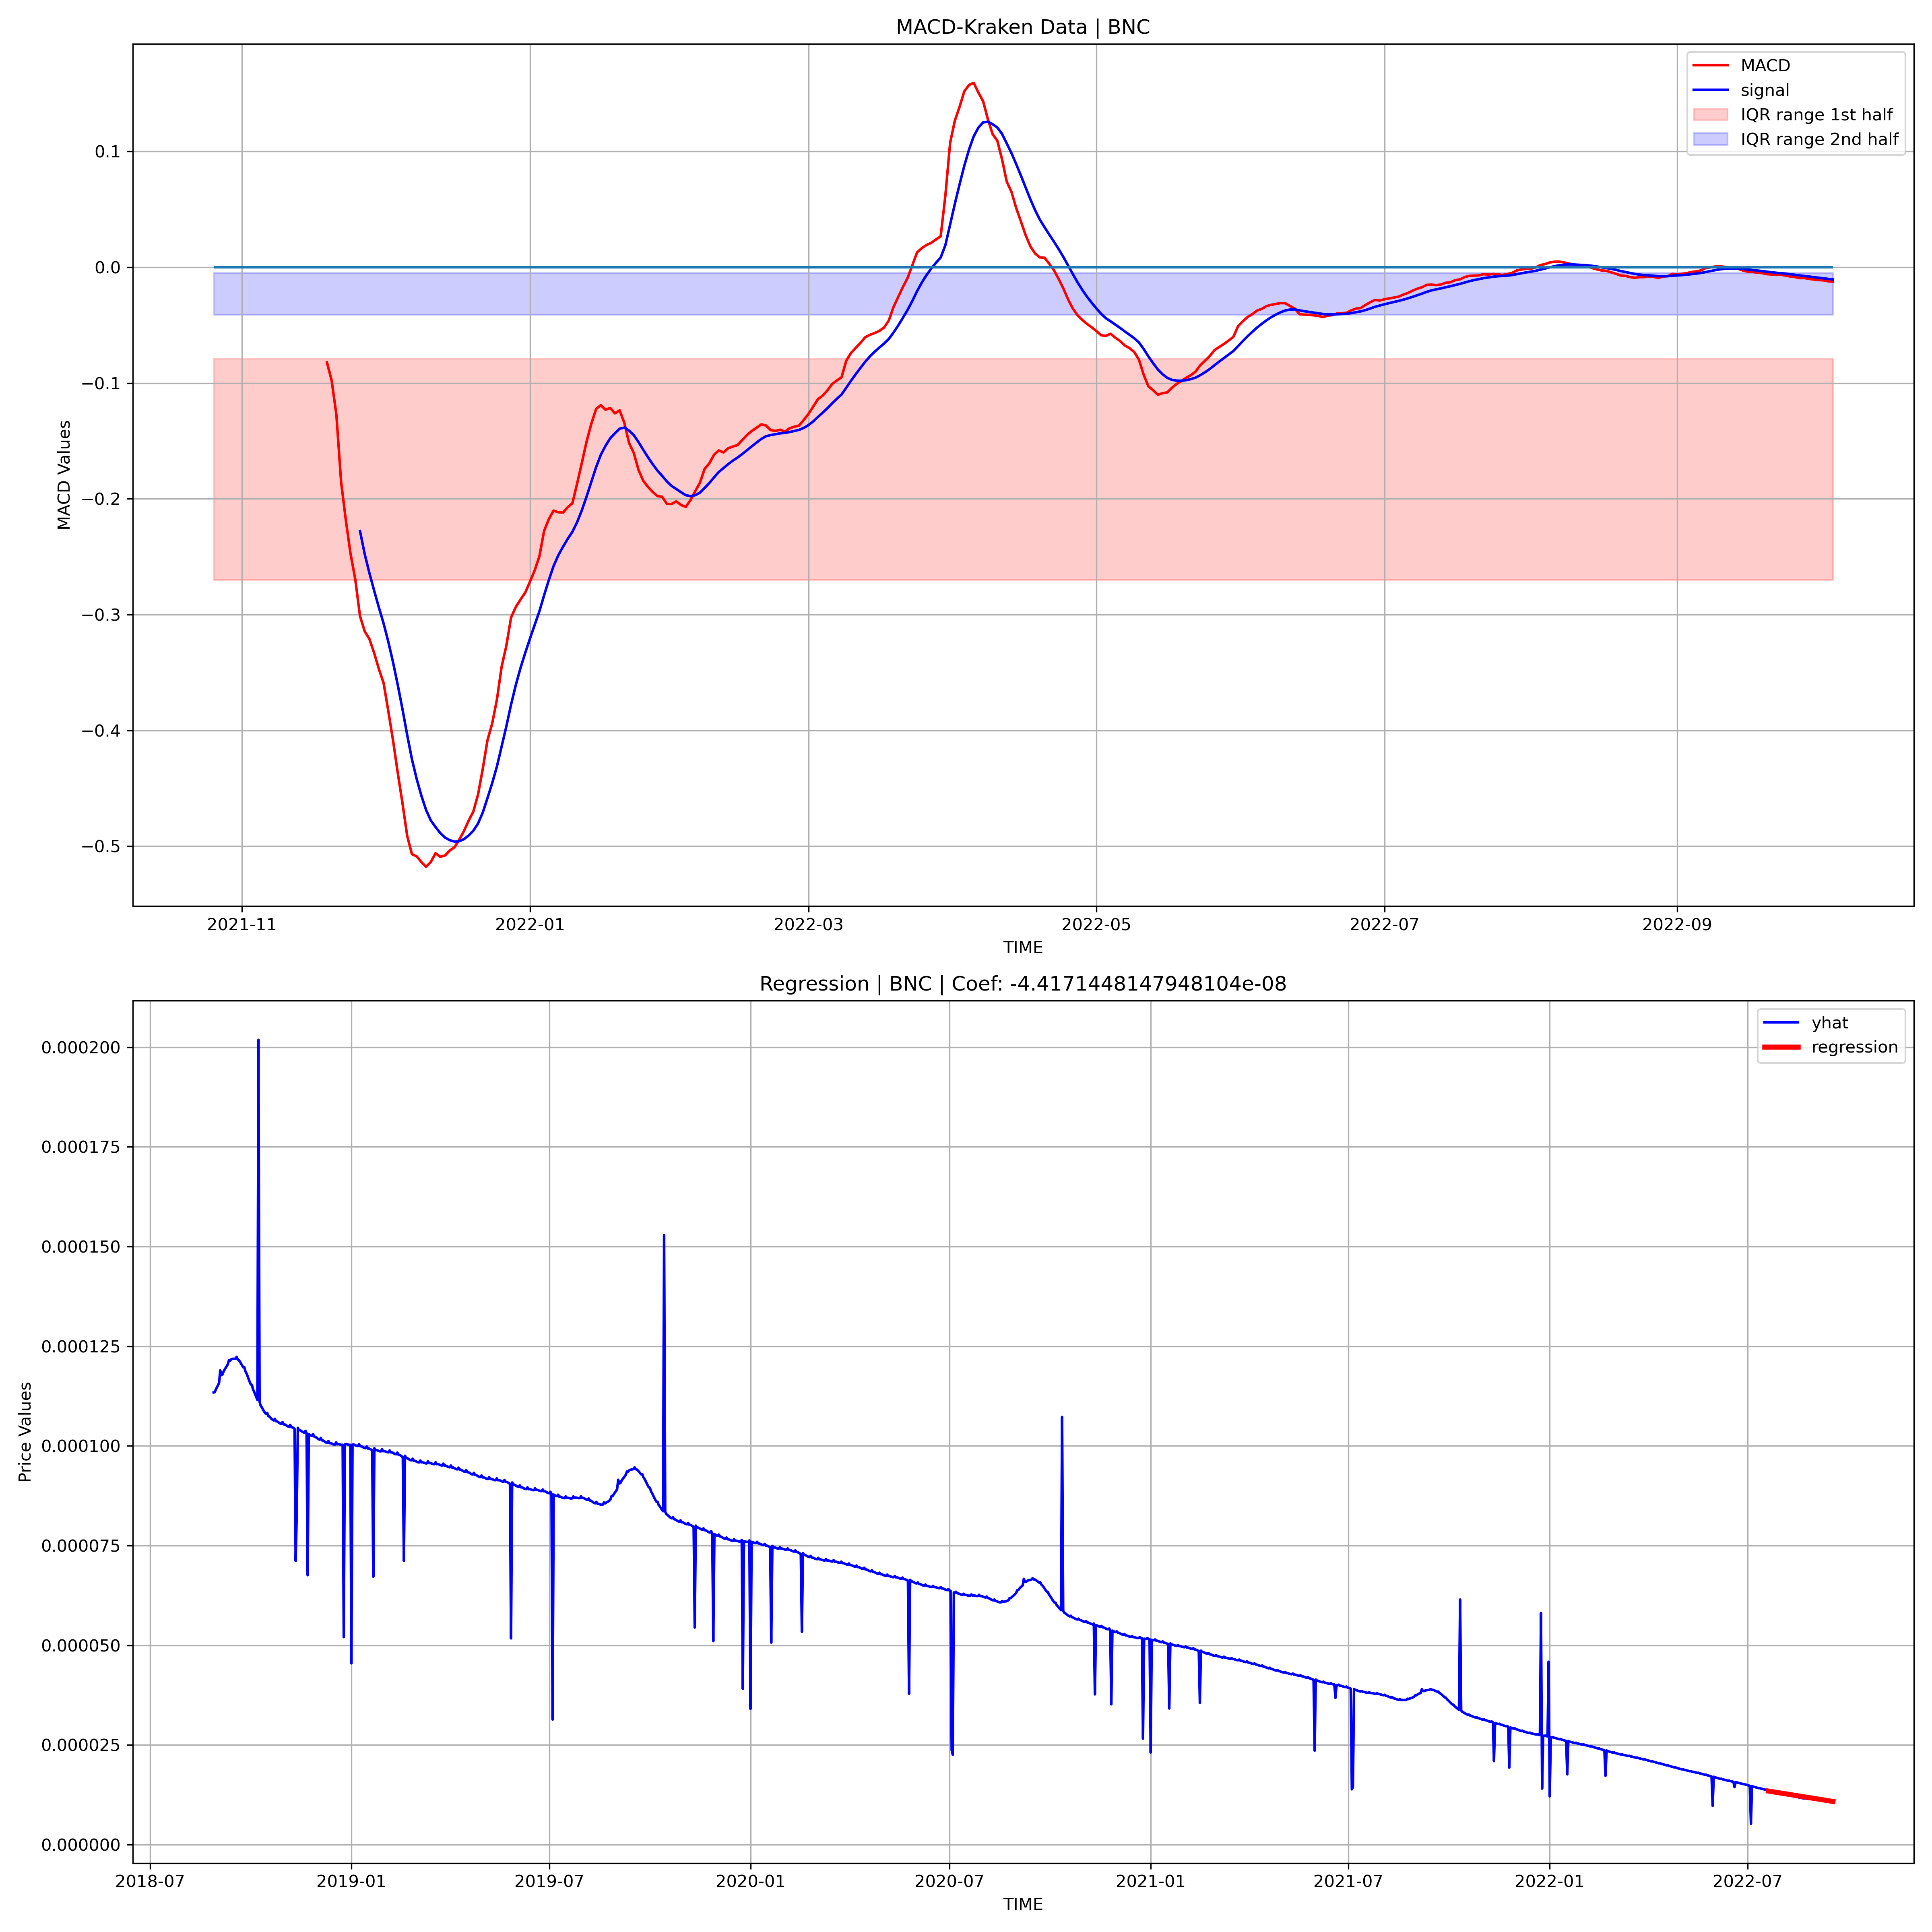 MACD-Kraken Data | BNC
MACD
signal
IQR range 1st half
IQR range 2nd half
0.1
0.0
−0.1
−0.2
−0.3
−0.4
−0.5
MACD Values
2021-11 2022-01 2022-03 2022-05 2022-07 2022-09
TIME
Regression | BNC | Coef: -4.4171448147948104e-08
yhat
regression
0.000200
0.000175
0.000150
0.000125
0.000100
0.000075
0.000050
0.000025
0.000000
Price Values
2018-07 2019-01 2019-07 2020-01 2020-07 2021-01 2021-07 2022-01 2022-07
TIME